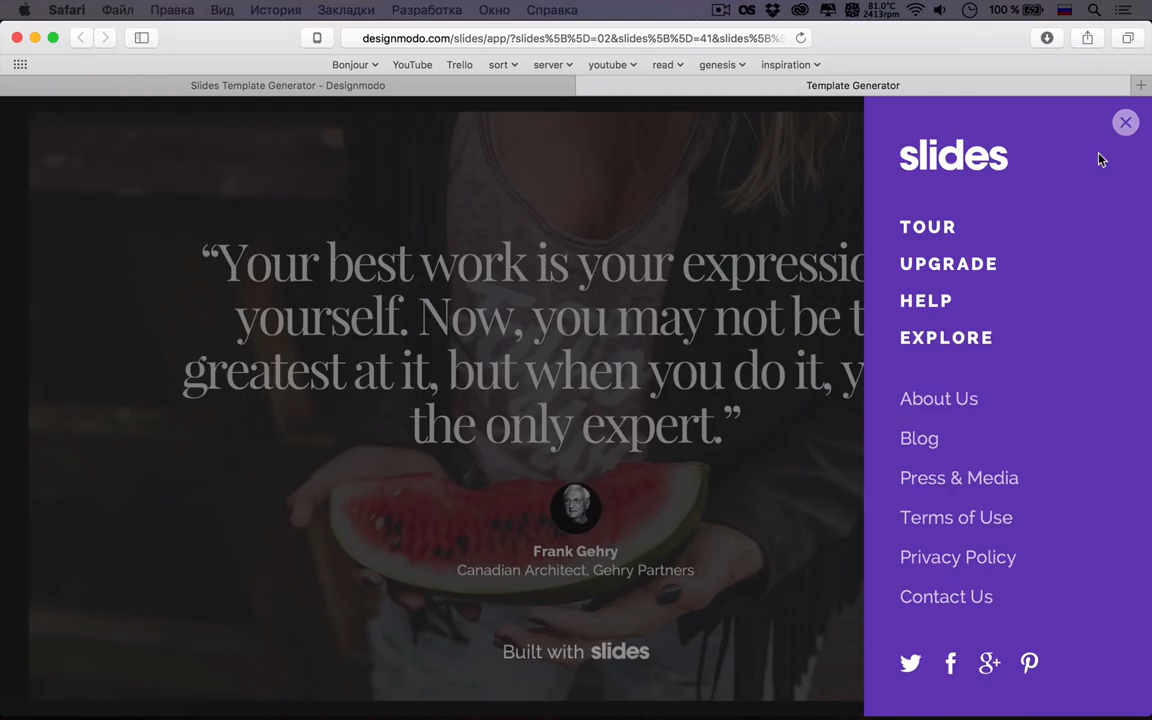 Safari Файл Правка Вид История Закладки Разработка Окно Справка OS 81.0°C 2413rpm 100 %
designmodo.com/slides/app/?slides%5B%5D=02&slides%5B%5D=41&slides%5B%
Bonjour YouTube Trello sort server youtube read genesis inspiration
Slides Template Generator - Designmodo Template Generator
slides
TOUR
UPGRADE
HELP
EXPLORE
About Us
Blog
Press & Media
Terms of Use
Privacy Policy
Contact Us
“Your best work is your expressio
yourself. Now, you may not be t
greatest at it, but when you do it, y
the only expert.”
Frank Gehry
Canadian Architect, Gehry Partners
Built with slides